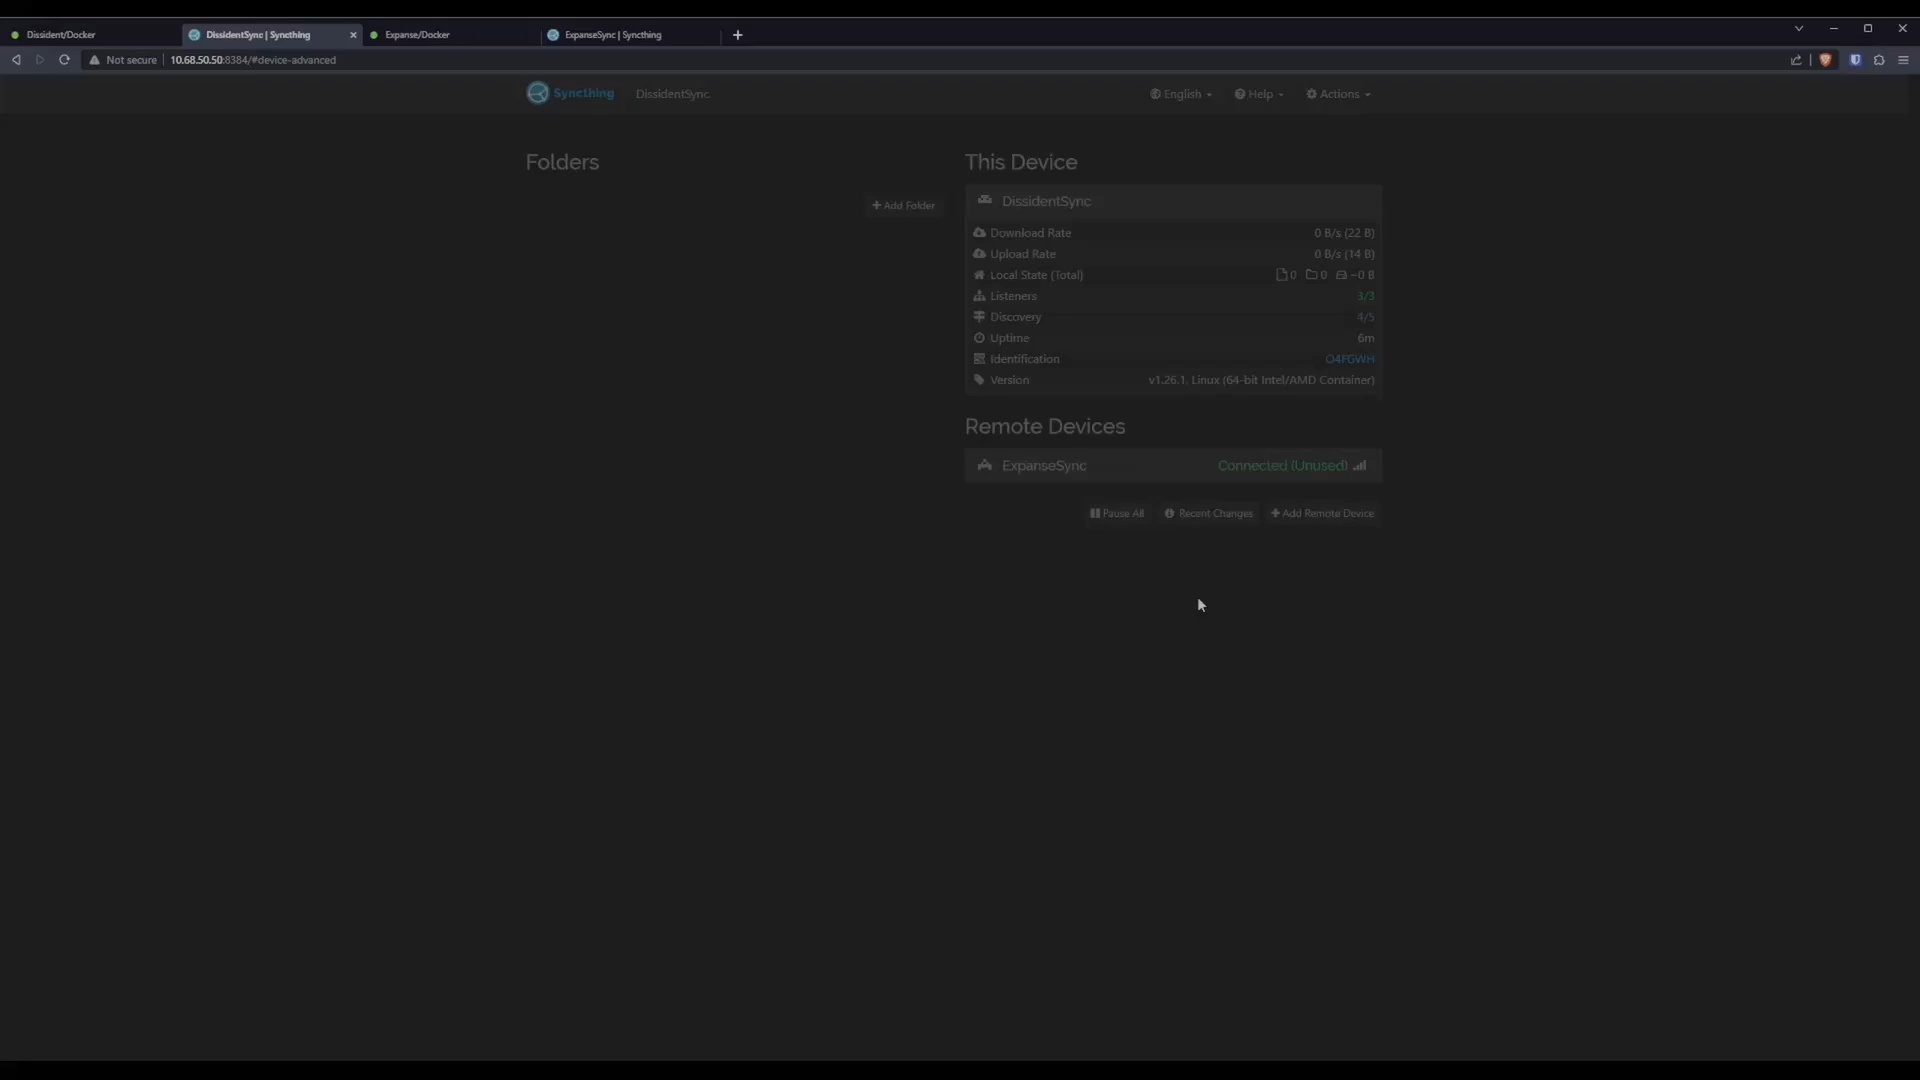 Dissident/Docker
DissidentSync | Syncthing
Expanse/Docker
ExpanseSync | Syncthing
Not secure
10.68.50.50:8384/#device-advanced
Syncthing
DissidentSync
English
Help
Actions
Folders
Add Folder
This Device
DissidentSync
Download Rate 0 B/s (22 B)
Upload Rate 0 B/s (14 B)
Local State (Total) 0 0 ~0 B
Listeners 3/3
Discovery 4/5
Uptime 6m
Identification O4FGWH
Version v1.26.1, Linux (64-bit Intel/AMD Container)
Remote Devices
ExpanseSync Connected (Unused)
Pause All
Recent Changes
Add Remote Device